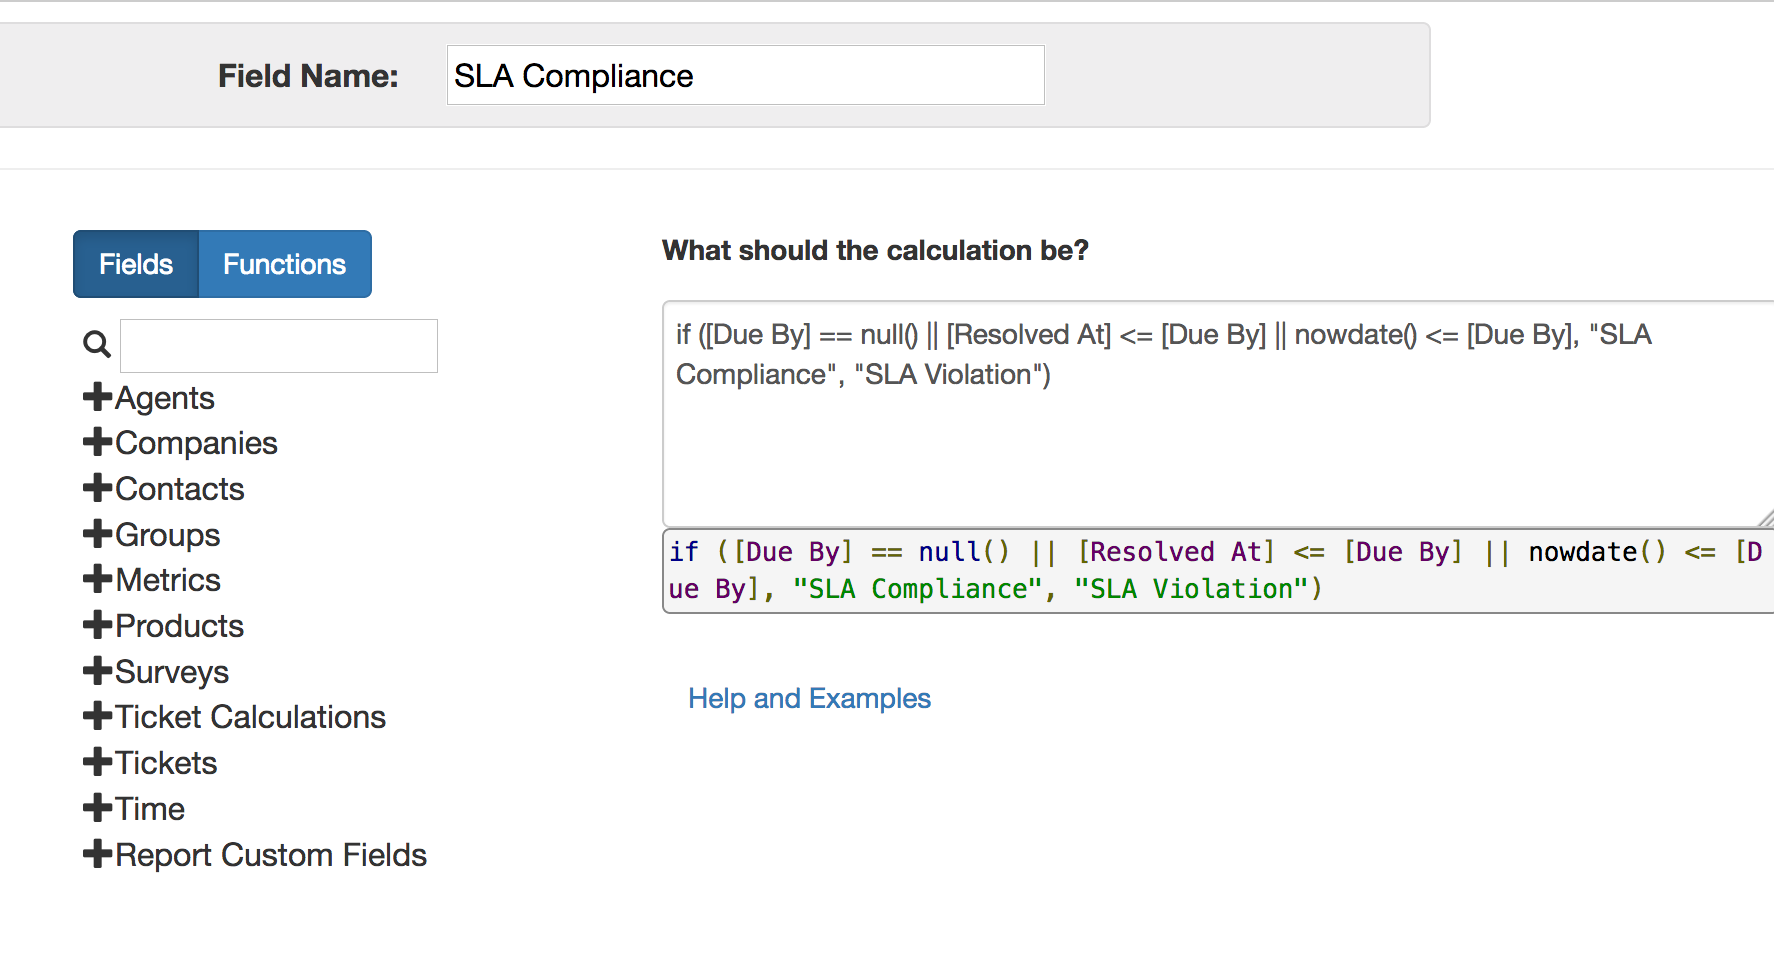 Field Name:
SLA Compliance
Fields
Functions
Agents
Companies
Contacts
Groups
Metrics
Products
Surveys
Ticket Calculations
Tickets
Time
Report Custom Fields
What should the calculation be?
if ([Due By] == null() || [Resolved At] <= [Due By] || nowdate() <= [Due By], "SLA
Compliance", "SLA Violation")
if ([Due By] == null() || [Resolved At] <= [Due By] || nowdate() <= [D
ue By], "SLA Compliance", "SLA Violation")
Help and Examples